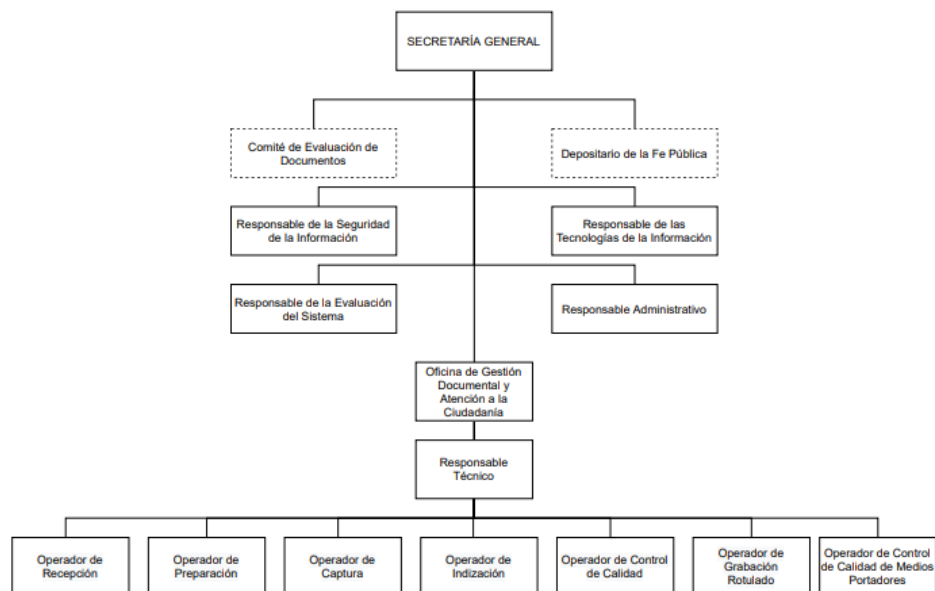 SECRETARÍA GENERAL
Comité de Evaluación de
Documentos
Depositario de la Fe Pública
Responsable de la Seguridad
de la Información
Responsable de las
Tecnologías de la Información
Responsable de la Evaluación
del Sistema
Responsable Administrativo
Oficina de Gestión
Documental y
Atención a la
Ciudadanía
Responsable
Técnico
Operador de
Recepción
Operador de
Preparación
Operador de
Captura
Operador de
Indización
Operador de Control
de Calidad
Operador de
Grabación
Rotulado
Operador de Control
de Calidad de Medios
Portadores